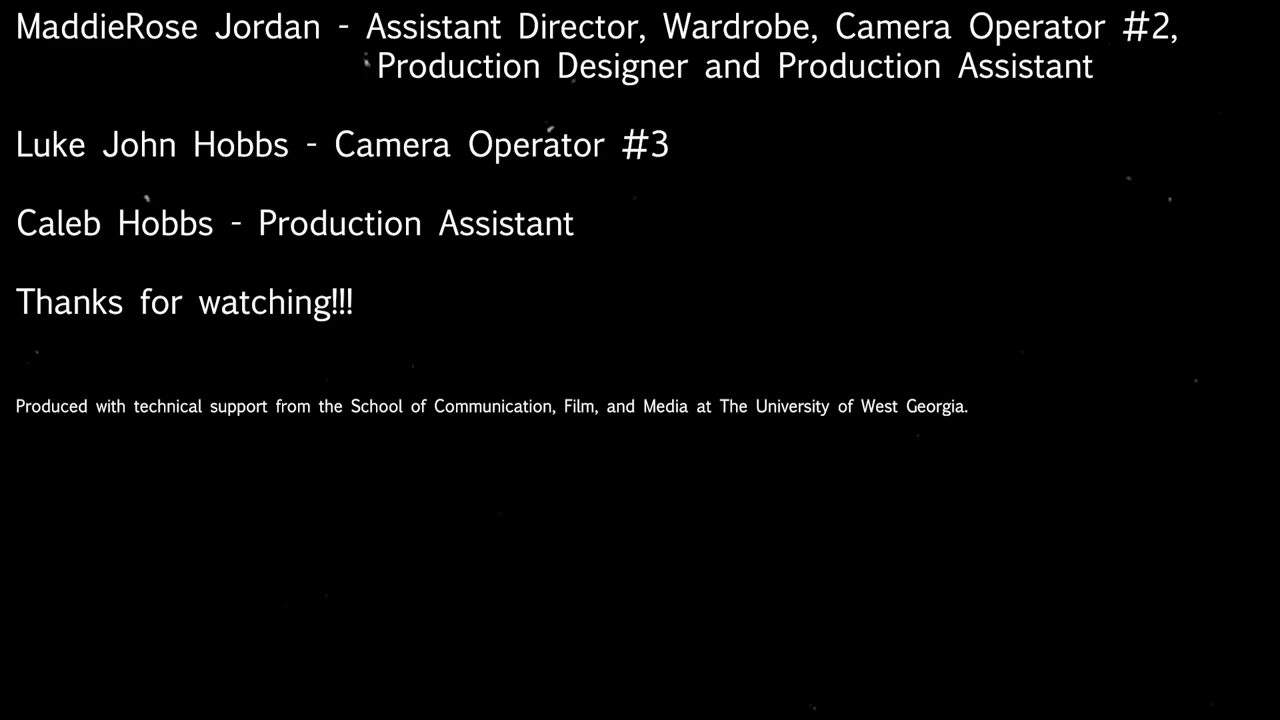 MaddieRose Jordan - Assistant Director, Wardrobe, Camera Operator #2,
Production Designer and Production Assistant
Luke John Hobbs - Camera Operator #3
Caleb Hobbs - Production Assistant
Thanks for watching!!!
Produced with technical support from the School of Communication, Film, and Media at The University of West Georgia.